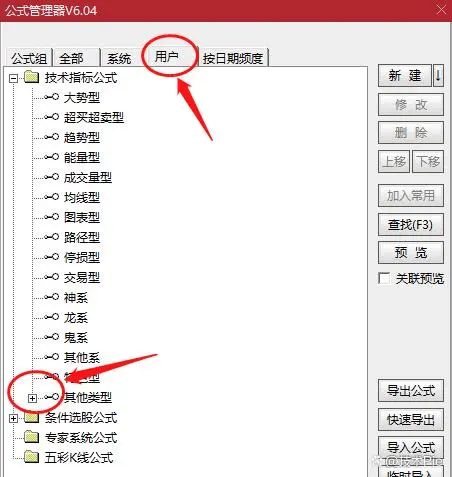 公式管理器V6.04
公式组 全部 系统 用户 按日期频度
技术指标公式
大势型
超买超卖型
趋势型
能量型
成交量型
均线型
图表型
路径型
停损型
交易型
神系
龙系
鬼系
其他系
其他类型
条件选股公式
专家系统公式
五彩K线公式
新 建 ↓
修 改
删 除
上移 下移
加入常用
查找(F3)
预 览
关联预览
导出公式
快速导出
导入公式
临时导入